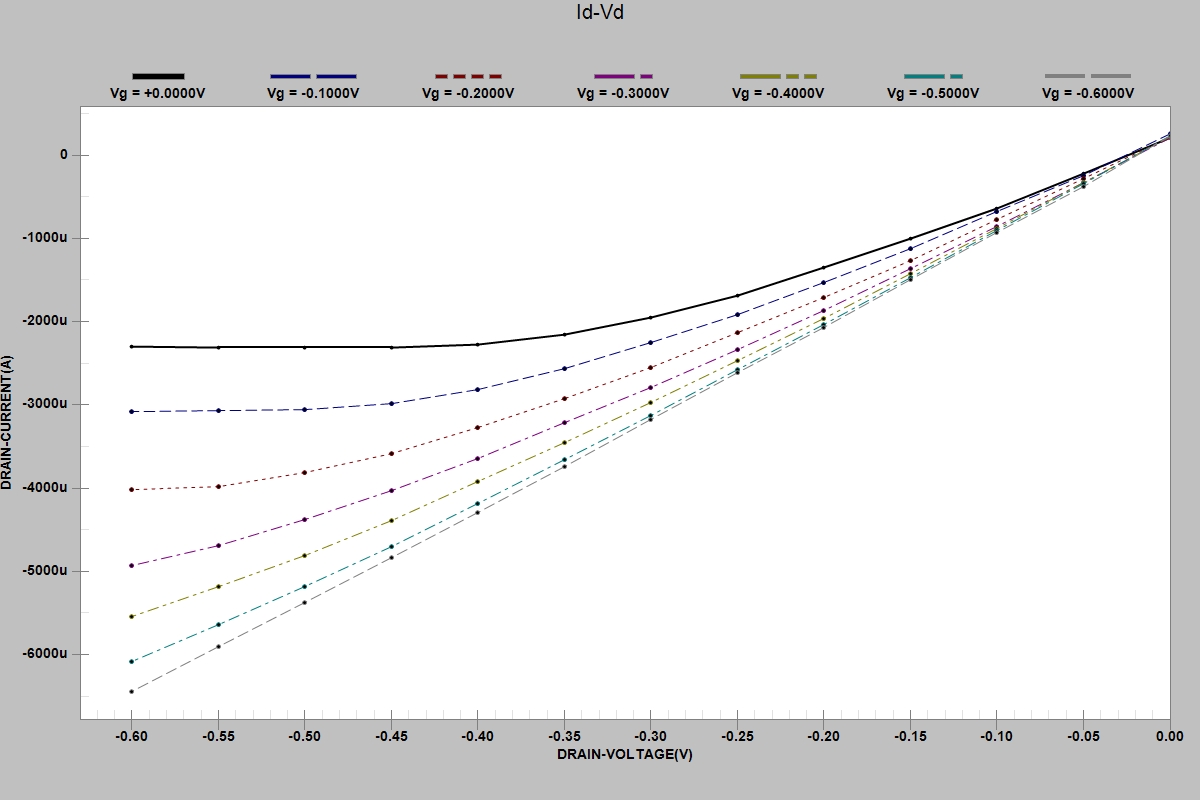 Id-Vd
Vg = +0.0000V Vg = -0.1000V Vg = -0.2000V Vg = -0.3000V Vg = -0.4000V Vg = -0.5000V Vg = -0.6000V
0
-1000u
-2000u
-3000u
-4000u
-5000u
-6000u
DRAIN-CURRENT(A)
-0.60 -0.55 -0.50 -0.45 -0.40 -0.35 -0.30 -0.25 -0.20 -0.15 -0.10 -0.05 0.00
DRAIN-VOLTAGE(V)